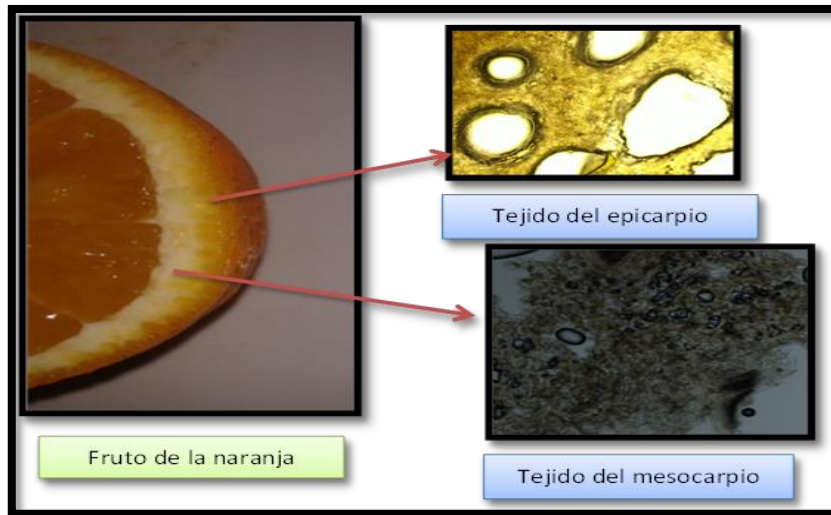 Tejido del epicarpio
Fruto de la naranja
Tejido del mesocarpio